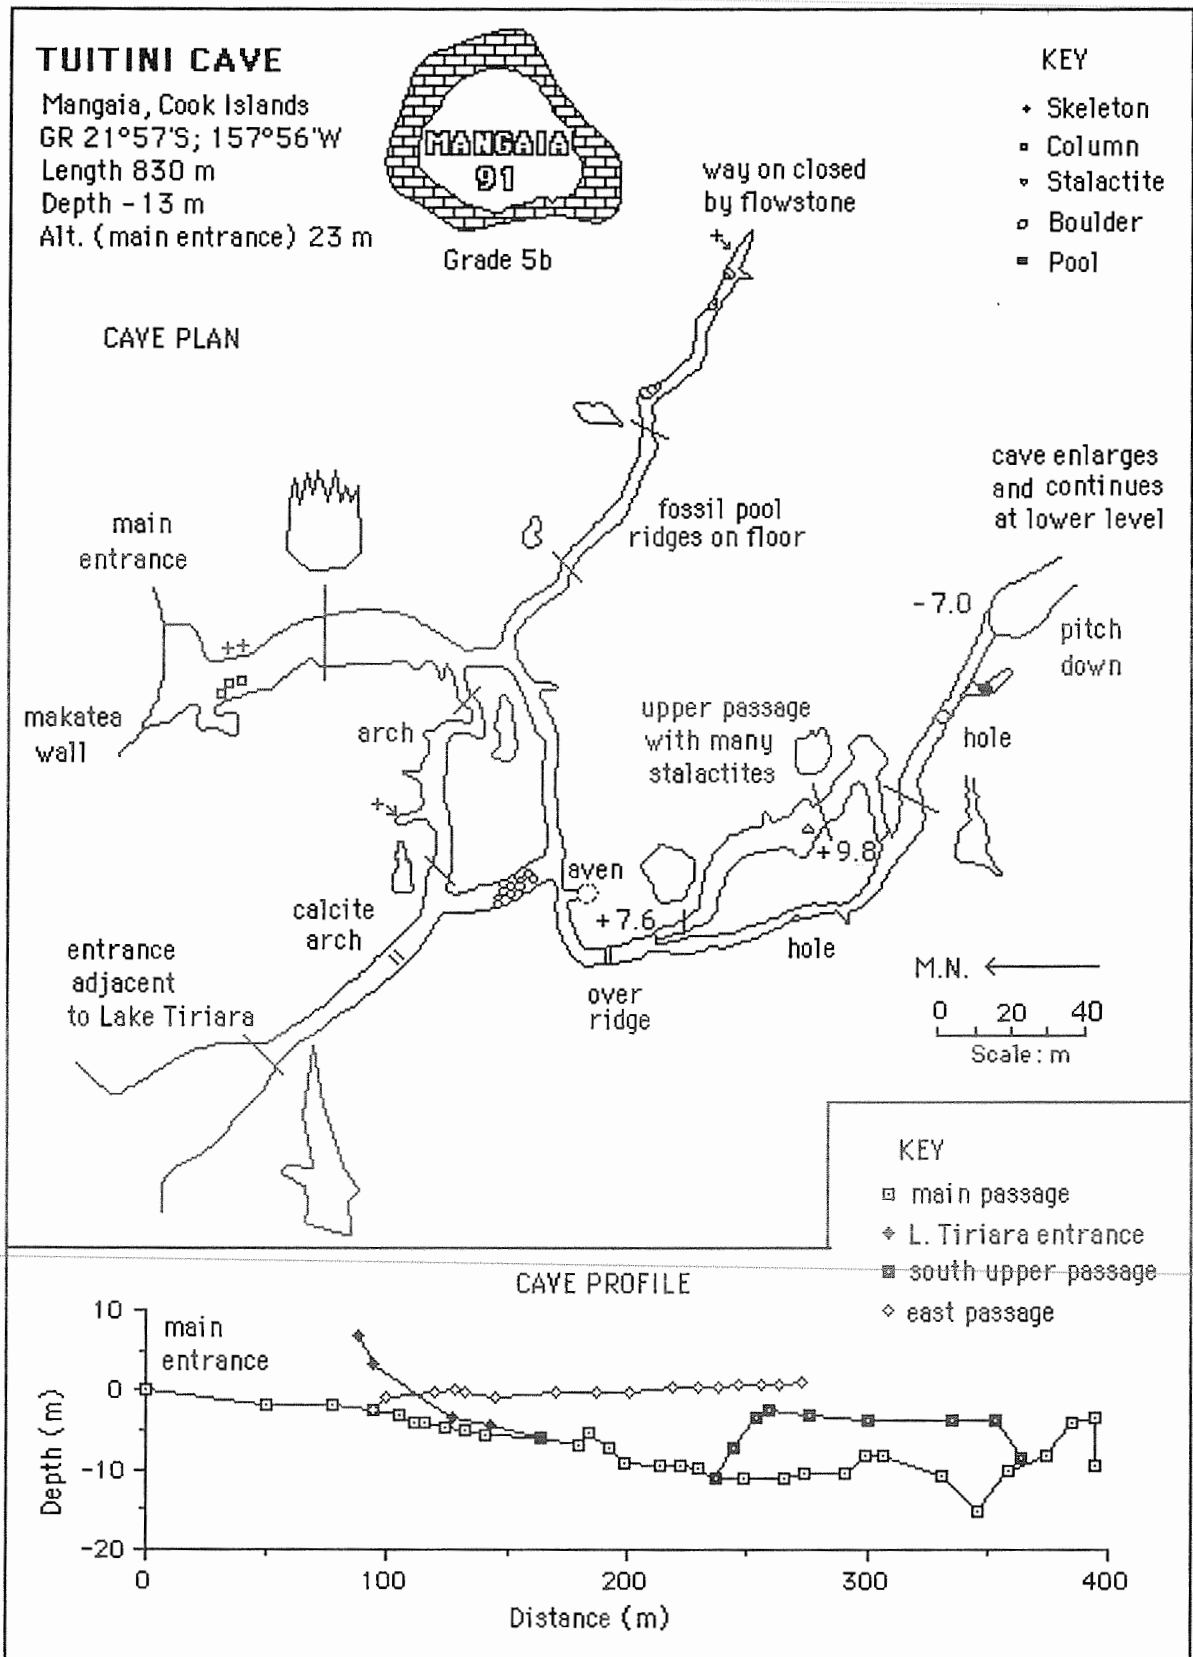 TUITINI CAVE
Mangaia, Cook Islands
GR 21°57'S; 157°56'W
Length 830 m
Depth -13 m
Alt. (main entrance) 23 m
MANGAIA
91
Grade 5b
KEY
Skeleton
Column
Stalactite
Boulder
Pool
way on closed
by flowstone
CAVE PLAN
cave enlarges
and continues
at lower level
main
entrance
fossil pool
ridges on floor
- 7.0
pitch
down
makatea
wall
arch
upper passage
with many
stalactites
hole
+ 9.8
aven
calcite
arch
+ 7.6
entrance
adjacent
to Lake Tiriara
hole
over
ridge
M.N.
0 20 40
Scale: m
KEY
main passage
L. Tiriara entrance
south upper passage
east passage
CAVE PROFILE
main
entrance
10
0
-10
-20
Depth (m)
0 100 200 300 400
Distance (m)